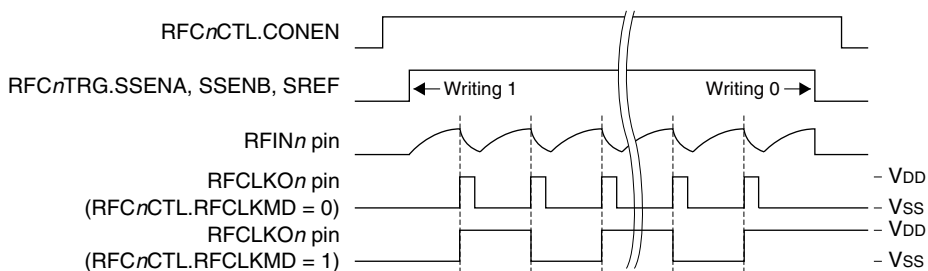 RFCnCTL.CONEN
RFCnTRG.SSENA, SSENB, SREF
Writing 1
Writing 0
RFINn pin
RFCLKOn pin
(RFCnCTL.RFCLKMD = 0)
VDD
VSS
RFCLKOn pin
(RFCnCTL.RFCLKMD = 1)
VDD
VSS